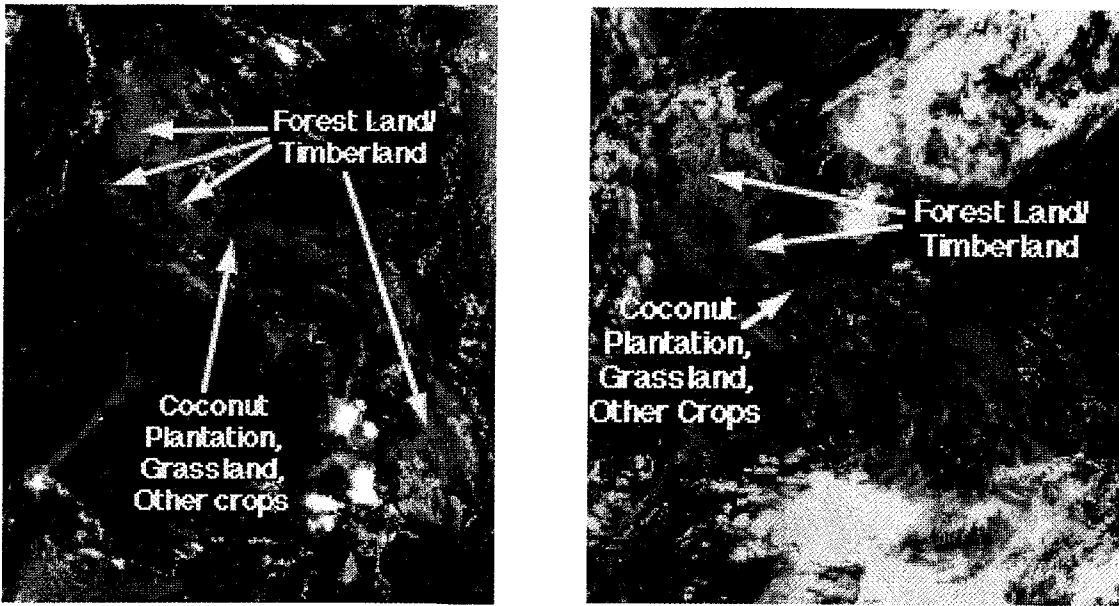 Forest Land/
Timberland
Coconut
Plantation,
Grassland,
Other crops
Forest Land/
Timberland
Coconut
Plantation,
Grassland,
Other Crops